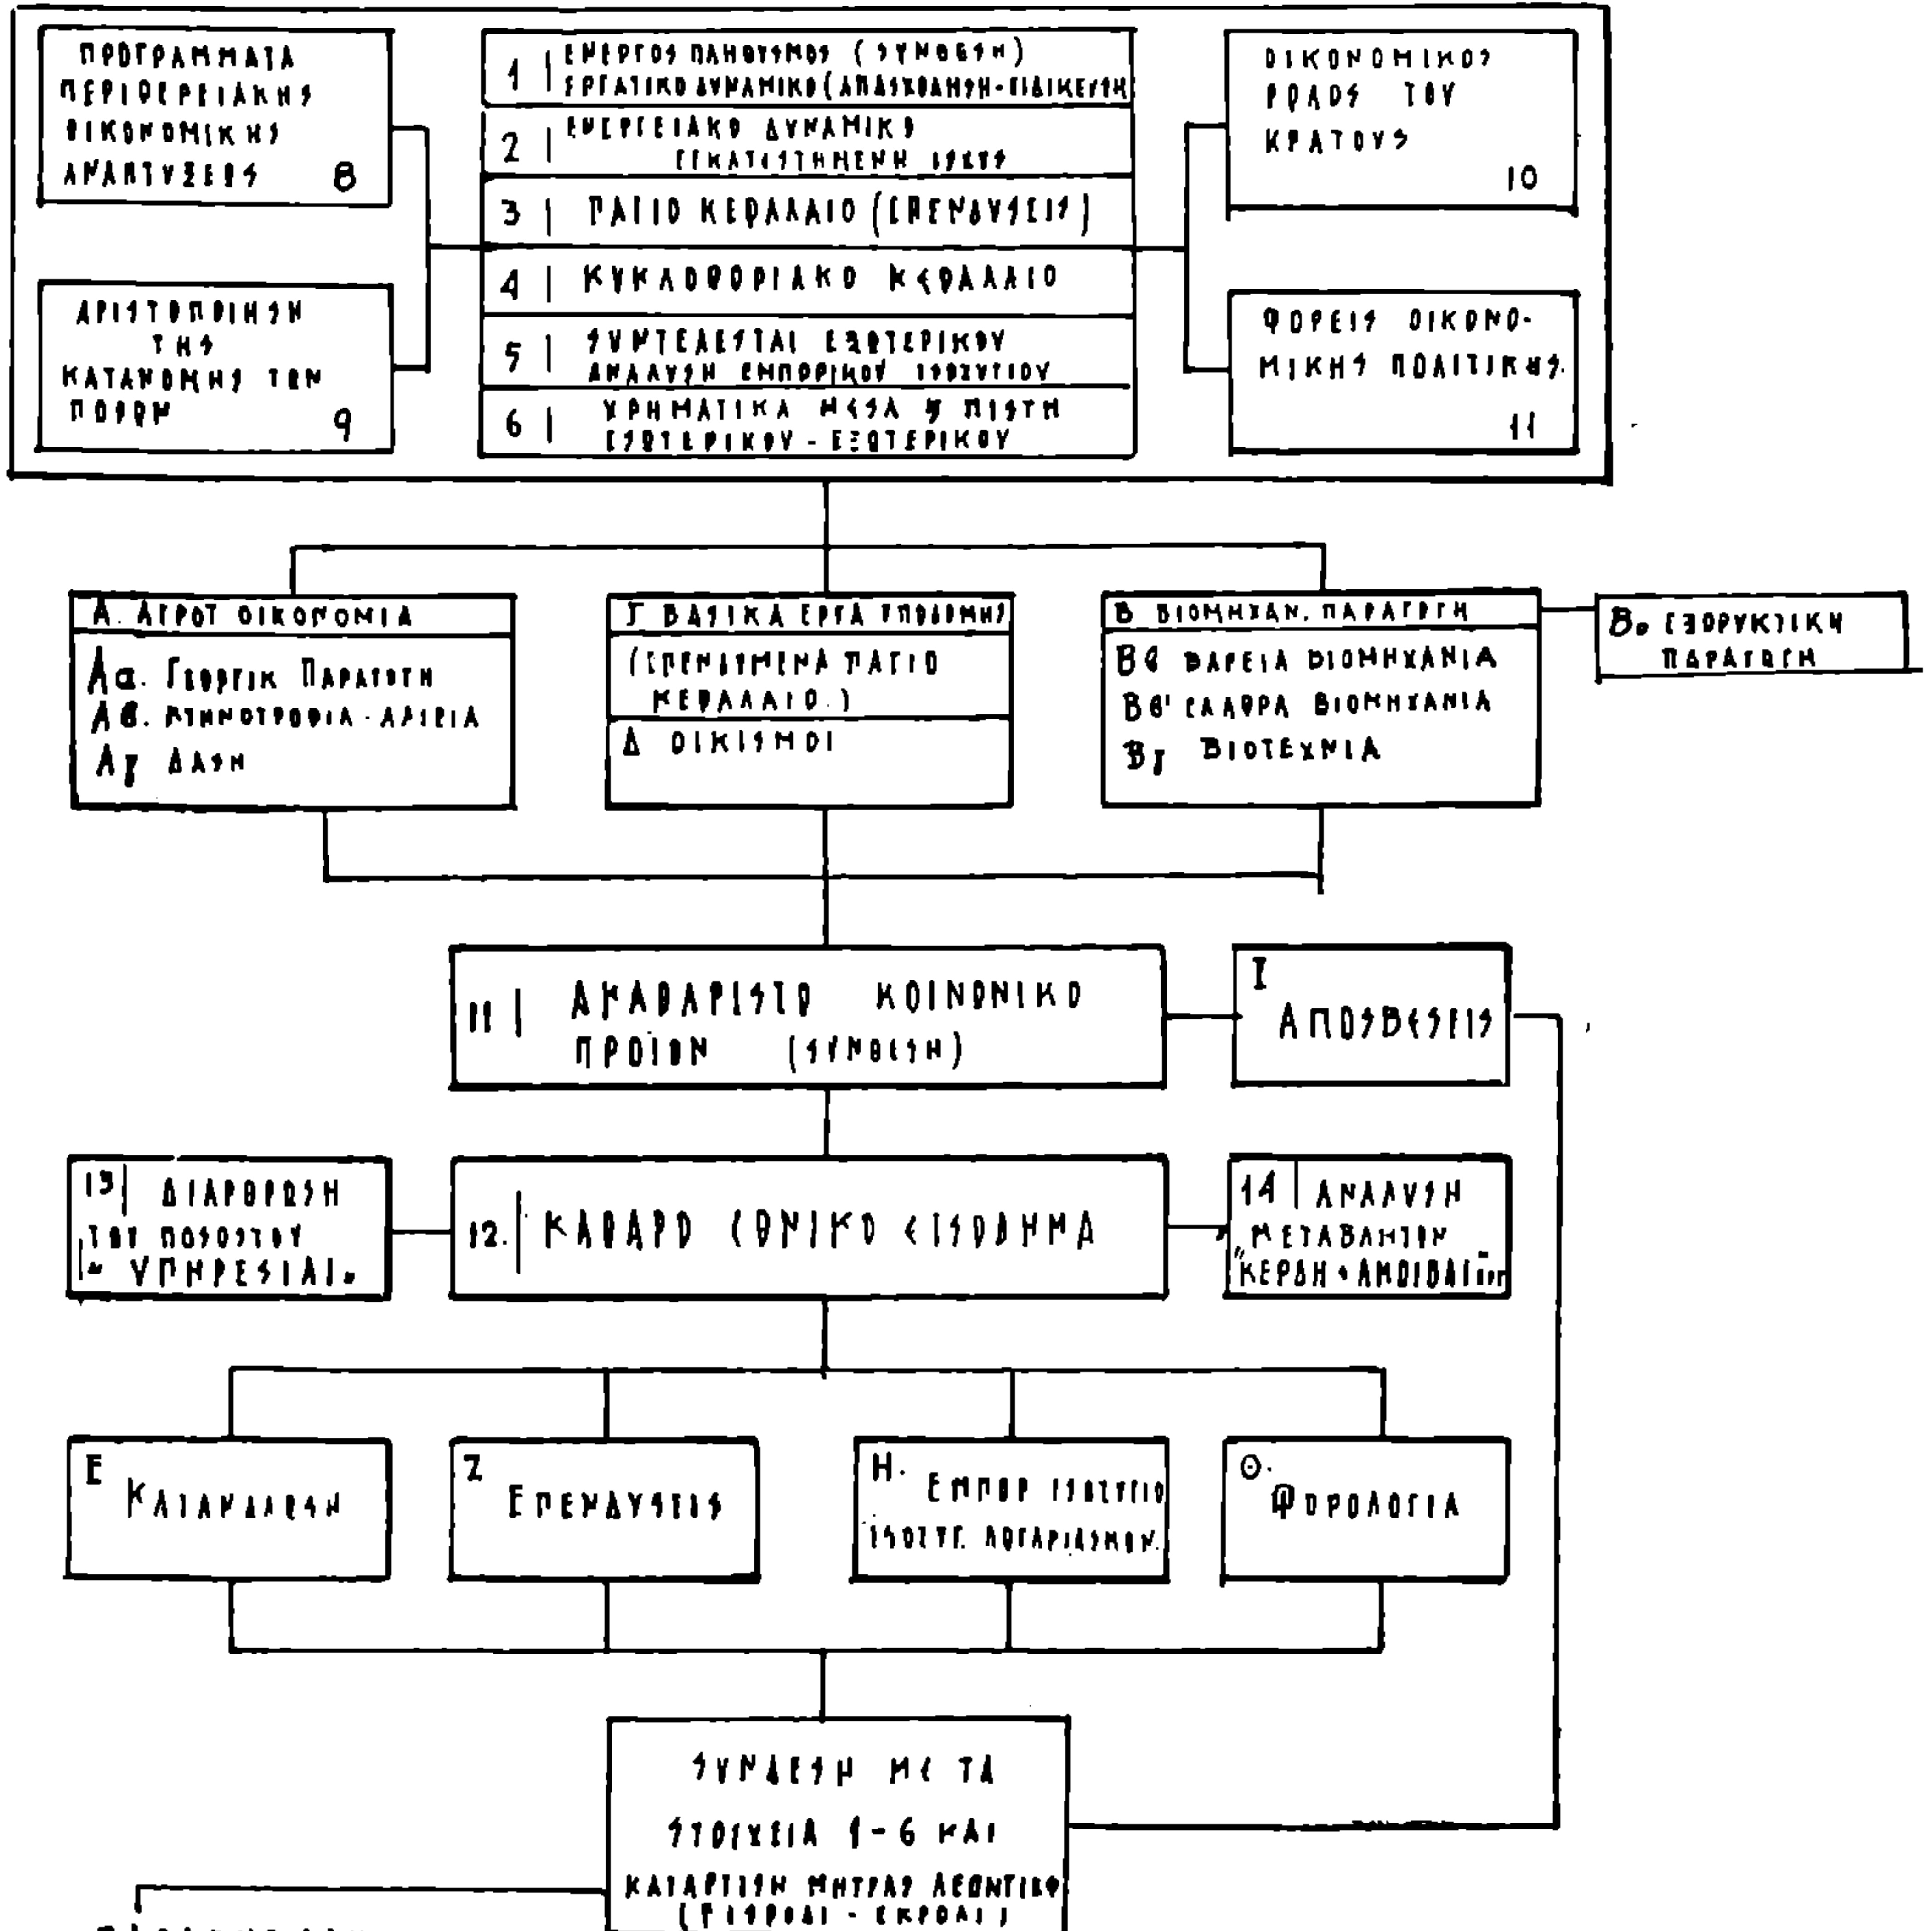 ΠΡΟΓΡΑΜΜΑΤΑ
ΠΕΡΙΦΕΡΕΙΑΚΗΣ
ΟΙΚΟΝΟΜΙΚΗΣ
ΑΝΑΠΤΥΞΕΩΣ 8
ΑΡΙΣΤΟΠΟΙΗΣΗ
ΤΗΣ
ΚΑΤΑΝΟΜΗΣ ΤΩΝ
ΠΟΡΩΝ 9
1 ΕΝΕΡΓΟΣ ΠΛΗΘΥΣΜΟΣ (ΣΥΝΘΕΣΗ)
ΕΡΓΑΤΙΚΟ ΔΥΝΑΜΙΚΟ (ΑΠΑΣΧΟΛΗΣΗ-ΕΙΔΙΚΕΥΣΗ
2 ΕΝΕΡΓΕΙΑΚΟ ΔΥΝΑΜΙΚΟ
ΕΓΚΑΤΕΣΤΗΜΕΝΗ ΙΣΧΥΣ
3 ΠΑΓΙΟ ΚΕΦΑΛΑΙΟ (ΕΠΕΝΔΥΣΕΙΣ)
4 ΚΥΚΛΟΦΟΡΙΑΚΟ ΚΕΦΑΛΑΙΟ
5 ΣΥΝΤΕΛΕΣΤΑΙ ΕΞΩΤΕΡΙΚΟΥ
ΑΝΑΛΥΣΗ ΕΜΠΟΡΙΚΟΥ ΙΣΟΖΥΓΙΟΥ
6 ΧΡΗΜΑΤΙΚΑ ΜΕΣΑ ΠΙΣΤΗ
ΕΣΩΤΕΡΙΚΟΥ - ΕΞΩΤΕΡΙΚΟΥ
ΟΙΚΟΝΟΜΙΚΟΣ
ΡΟΛΟΣ ΤΟΥ
ΚΡΑΤΟΥΣ
10
ΦΟΡΕΙΣ ΟΙΚΟΝΟ-
ΜΙΚΗΣ ΠΟΛΙΤΙΚΗΣ.
11
Α. ΑΓΡΟΤ ΟΙΚΟΝΟΜΙΑ
Αα. ΓΕΩΡΓΙΚ ΠΑΡΑΓΩΓΗ
Αβ. ΚΤΗΝΟΤΡΟΦΙΑ - ΑΛΙΕΙΑ
Αγ ΔΑΣΗ
Γ ΒΑΣΙΚΑ ΕΡΓΑ ΥΠΟΔΟΜΗΣ
(ΕΠΕΝΔΥΜΕΝΑ ΠΑΓΙΟ
ΚΕΦΑΛΑΙΟ.)
Δ ΟΙΚΙΣΜΟΙ
Β ΒΙΟΜΗΧΑΝ. ΠΑΡΑΓΩΓΗ
Ββ ΒΑΡΕΙΑ ΒΙΟΜΗΧΑΝΙΑ
Ββ' ΕΛΑΦΡΑ ΒΙΟΜΗΧΑΝΙΑ
Βγ ΒΙΟΤΕΧΝΙΑ
Βο ΕΞΟΡΥΚΤΙΚΗ
ΠΑΡΑΓΩΓΗ
11 ΑΚΑΘΑΡΙΣΤΟ ΚΟΙΝΩΝΙΚΟ
ΠΡΟΪΟΝ (ΣΥΝΘΕΣΗ)
Ι
ΑΠΟΣΒΕΣΕΙΣ
13 ΔΙΑΡΘΡΩΣΗ
ΤΟΥ ΠΟΣΟΣΤΟΥ
"ΥΠΗΡΕΣΙΑΙ"
12. ΚΑΘΑΡΟ ΕΘΝΙΚΟ ΕΙΣΟΔΗΜΑ
14 ΑΝΑΛΥΣΗ
ΜΕΤΑΒΛΗΤΩΝ
"ΚΕΡΔΗ & ΑΜΟΙΒΑΙ"
Ε
ΚΑΤΑΝΑΛΩΣΗ
Ζ
ΕΠΕΝΔΥΣΕΙΣ
Η. ΕΜΠΟΡ ΙΣΟΖΥΓΙΟ
ΙΣΟΖΥΓ. ΛΟΓΑΡΙΑΣΜΩΝ.
Θ.
ΦΟΡΟΛΟΓΙΑ
ΣΥΝΔΕΣΗ ΜΕ ΤΑ
ΣΤΟΙΧΕΙΑ 1-6 ΚΑΙ
ΚΑΤΑΡΤΙΣΗ ΜΗΤΡΑΣ ΛΕΟΝΤΙΕΦ
(ΕΙΣΡΟΑΙ - ΕΚΡΟΑΙ)